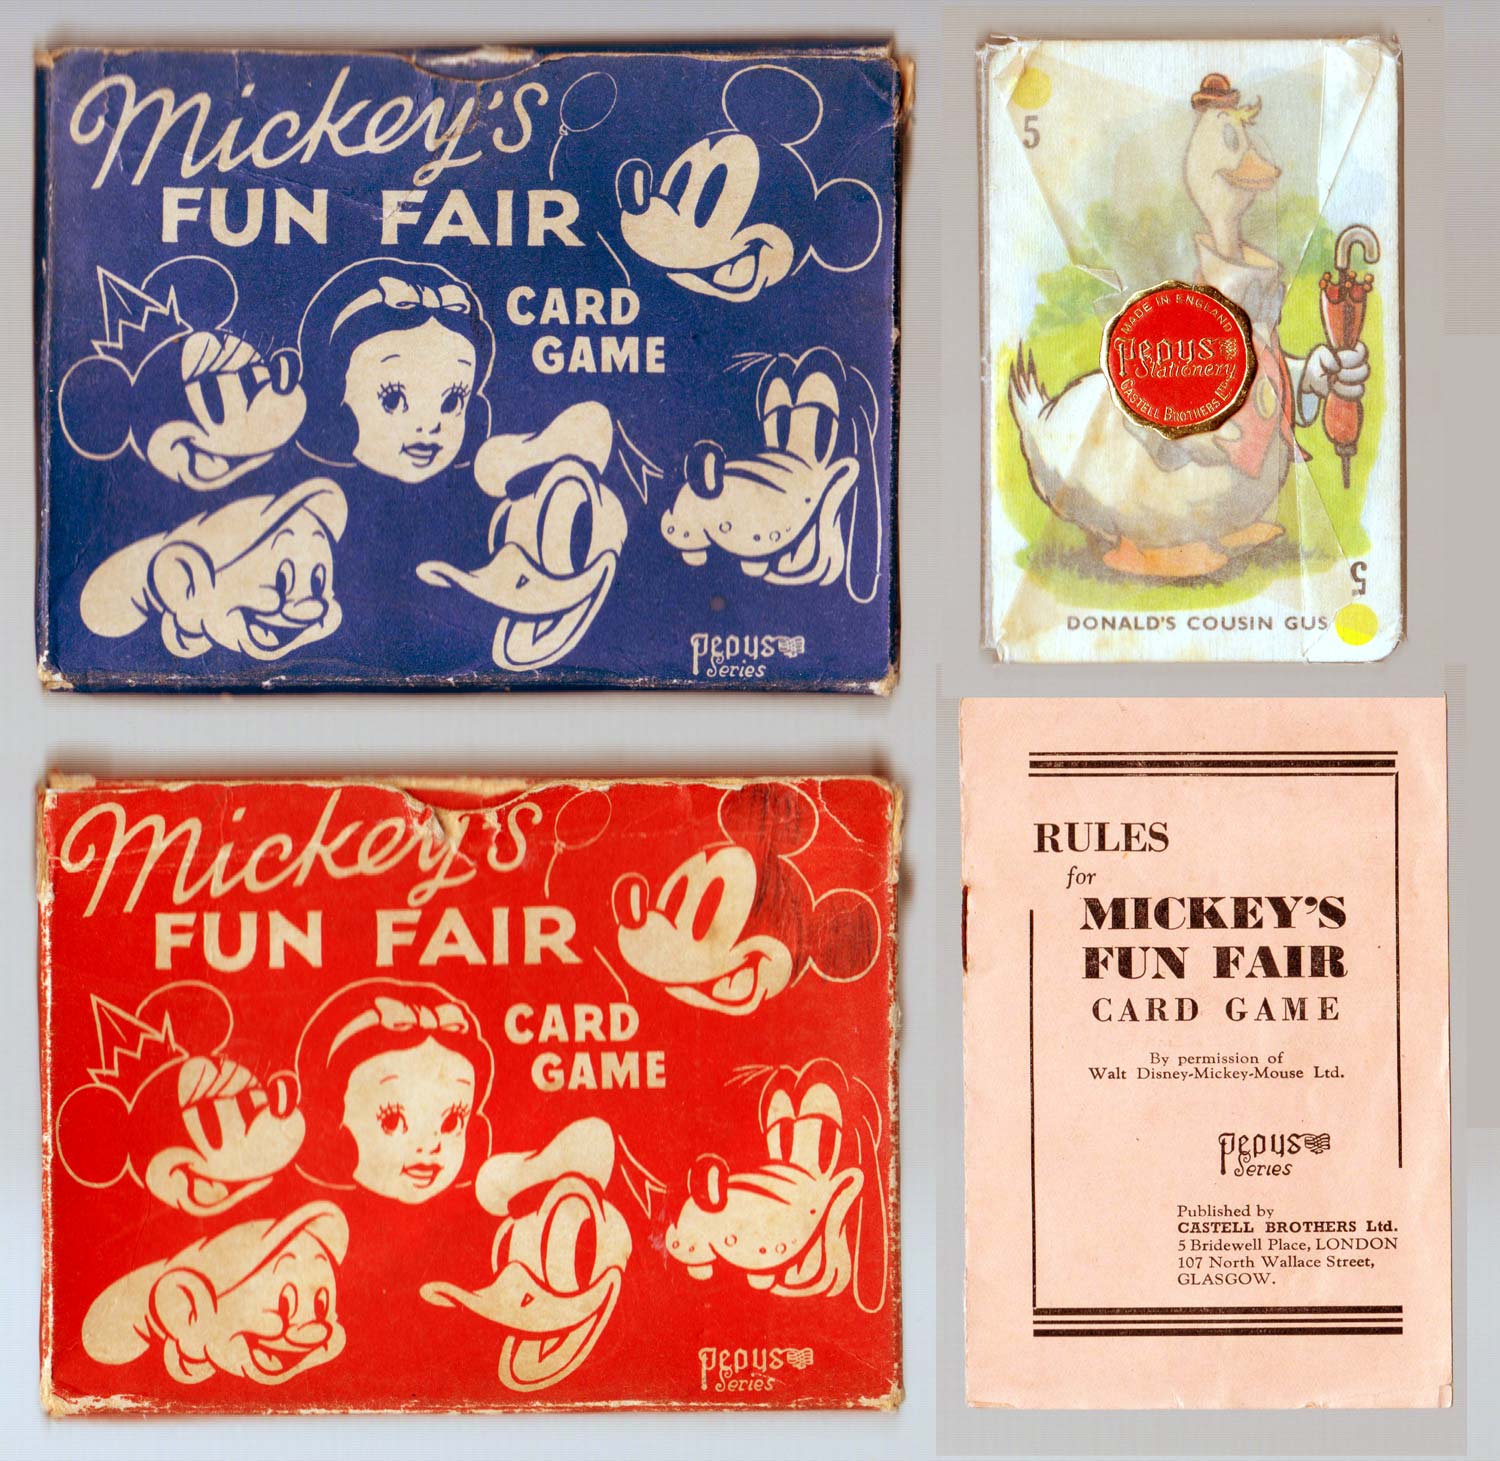 Mickey's
FUN FAIR
CARD
GAME
Pepys
Series
5
MADE IN ENGLAND
Pepys
Stationery
CASTELL BROTHERS LTD.
5
DONALD'S COUSIN GUS
Mickey's
FUN FAIR
CARD
GAME
Pepys
Series
RULES
for
MICKEY'S
FUN FAIR
CARD GAME
By permission of
Walt Disney-Mickey-Mouse Ltd.
Pepys
Series
Published by
CASTELL BROTHERS Ltd.
5 Bridewell Place, LONDON
107 North Wallace Street,
GLASGOW.